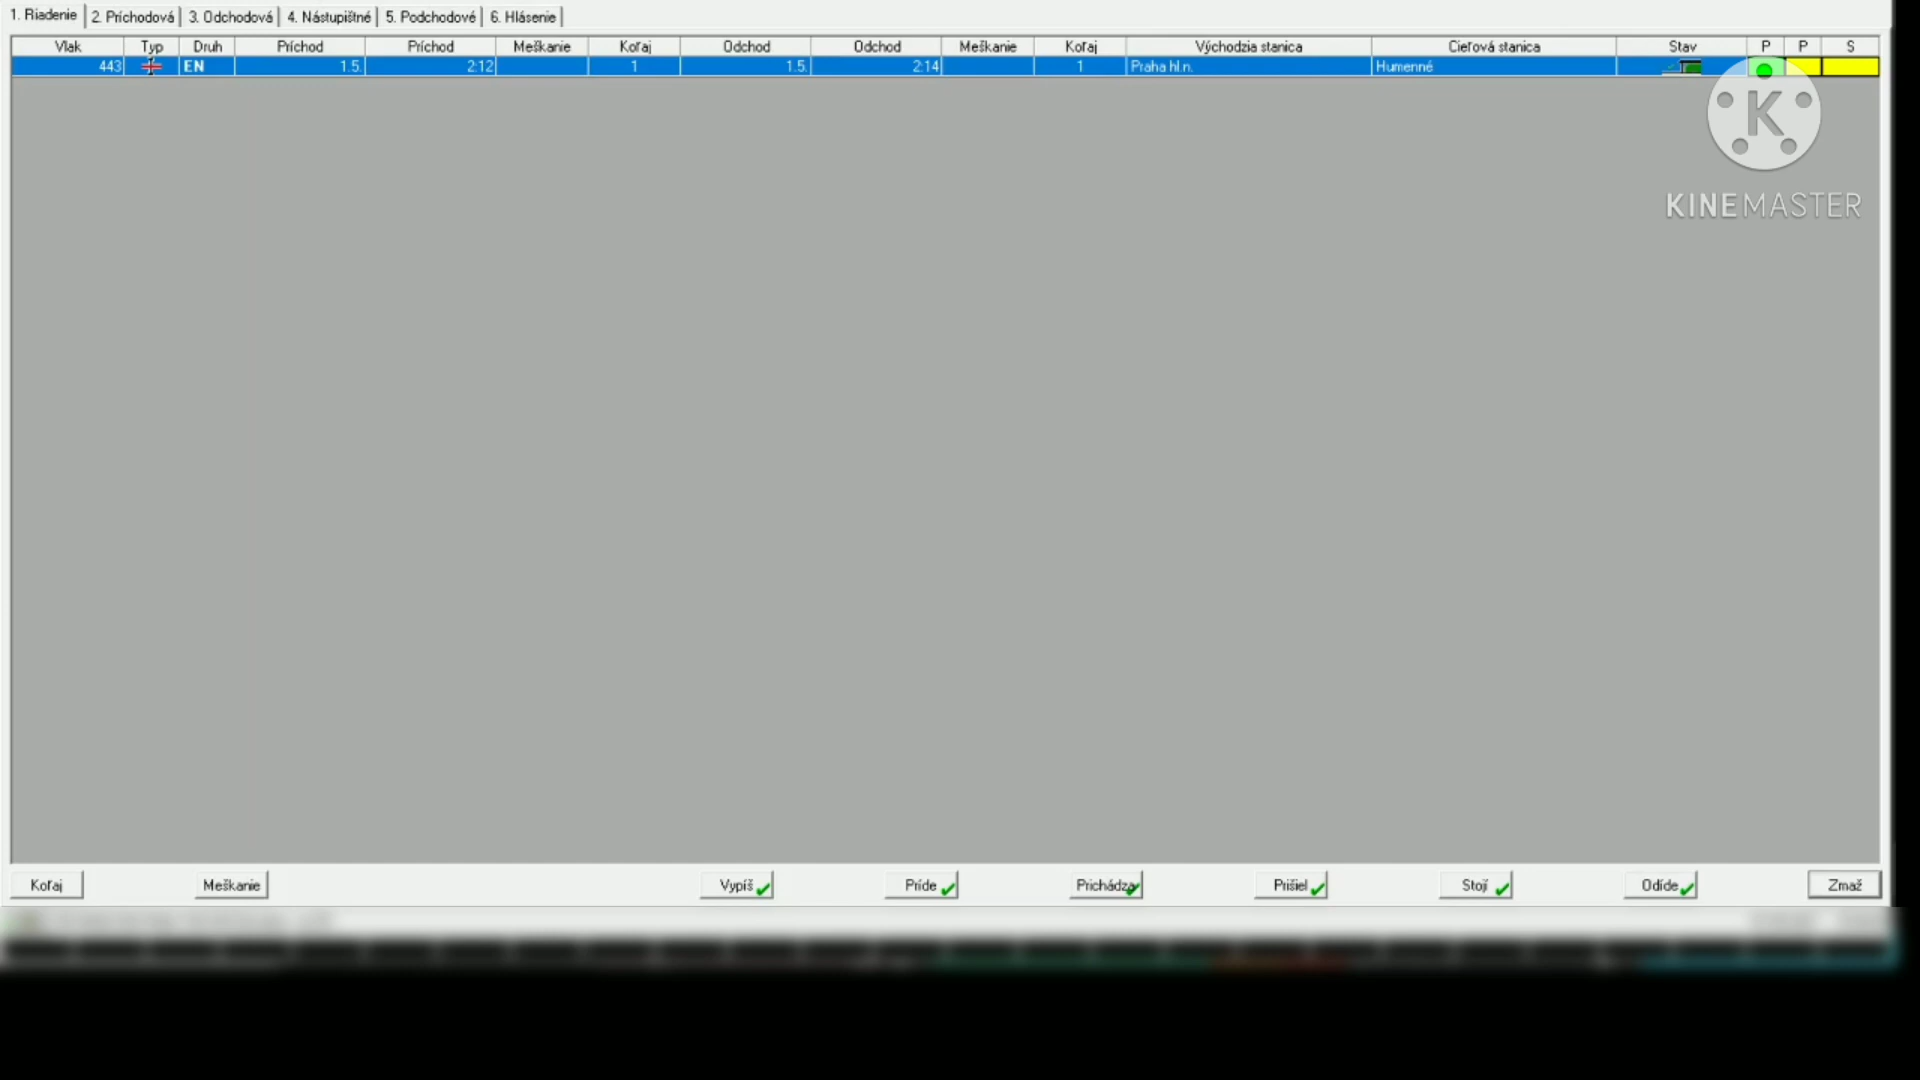 1. Riadenie 2. Príchodová 3. Odchodová 4. Nástupištné 5. Podchodové 6. Hlásenie
Vlak Typ Druh Príchod Príchod Meškanie Koľaj Odchod Odchod Meškanie Koľaj Východzia stanica Cieľová stanica Stav P P S
443 EN 1.5. 2:12 1 1.5. 2:14 1 Praha hl.n. Humenné
K
KINEMASTER
Koľaj Meškanie Vypíš Príde Prichádza Prišiel Stojí Odíde Zmaž